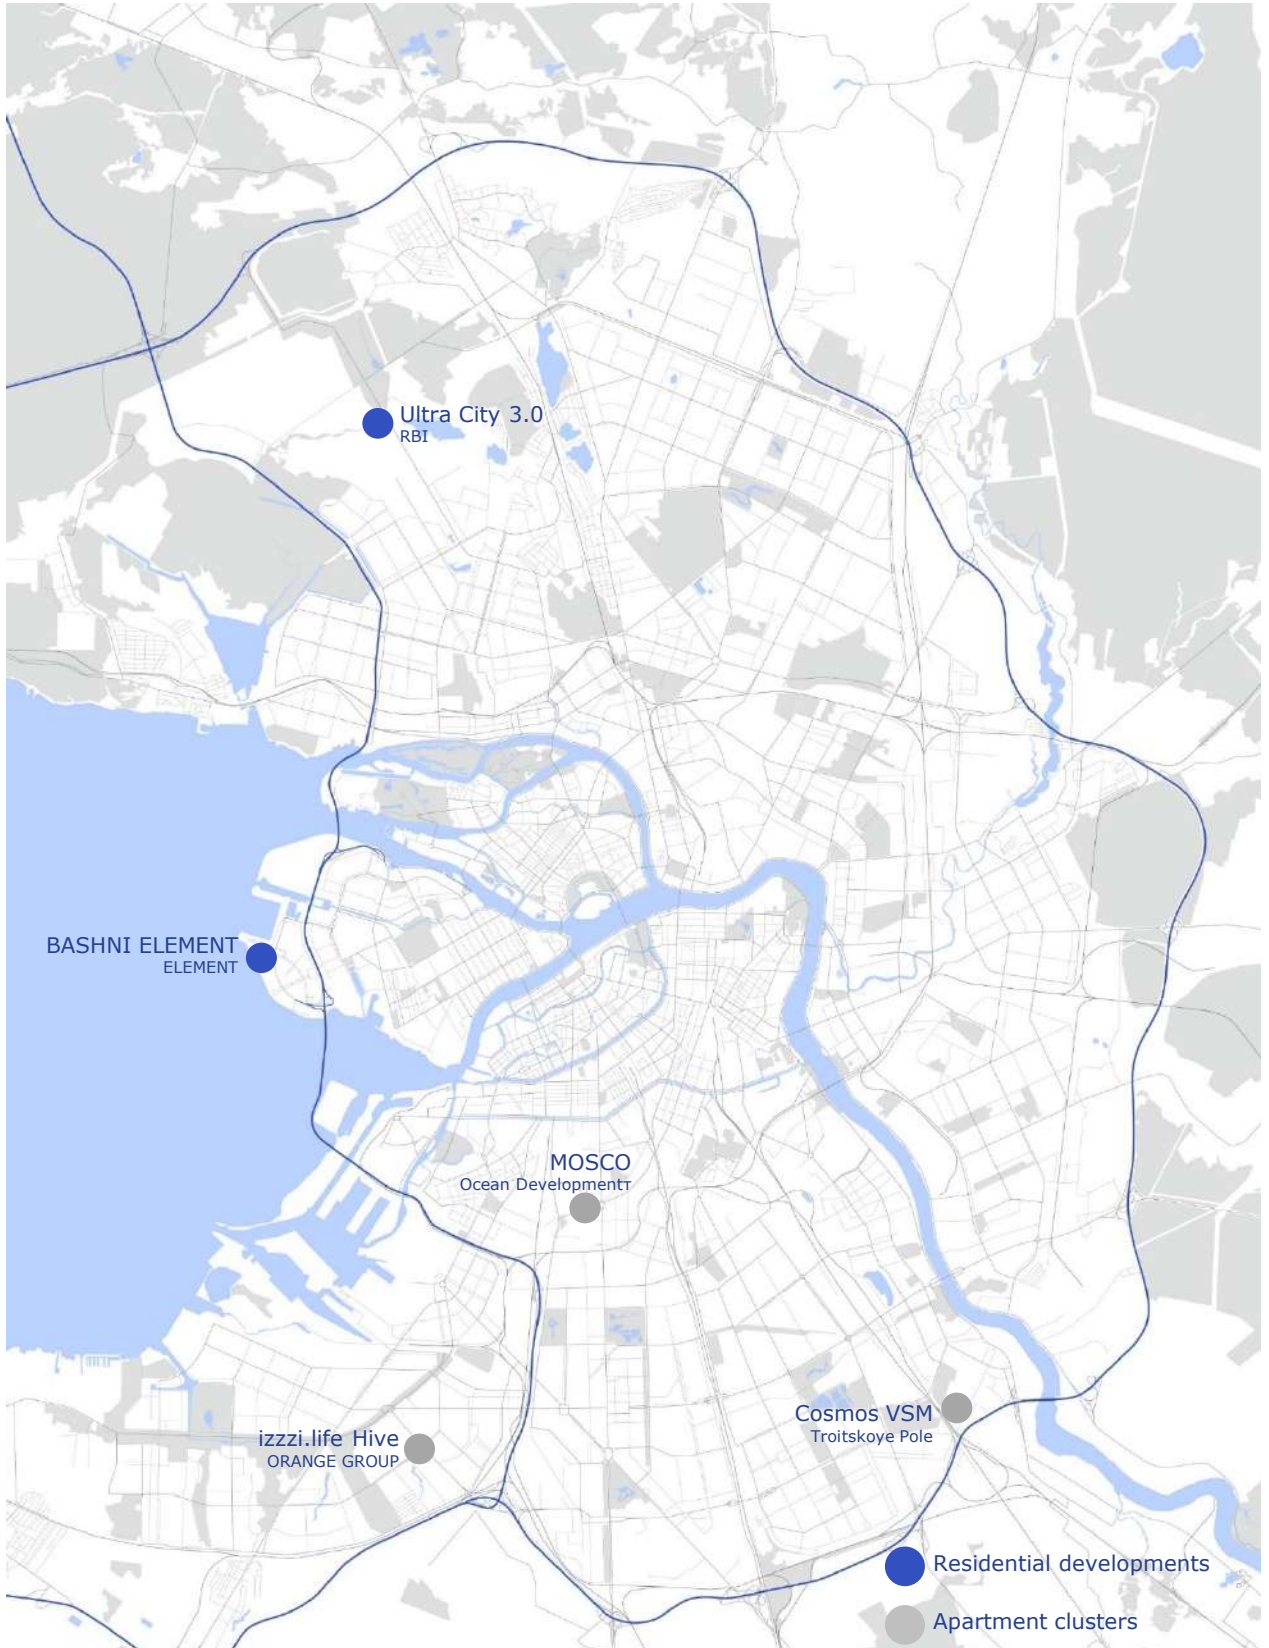 Ultra City 3.0
RBI
BASHNI ELEMENT
ELEMENT
MOSCO
Ocean Developmentт
Cosmos VSM
Troitskoye Pole
izzzi.life Hive
ORANGE GROUP
Residential developments
Apartment clusters